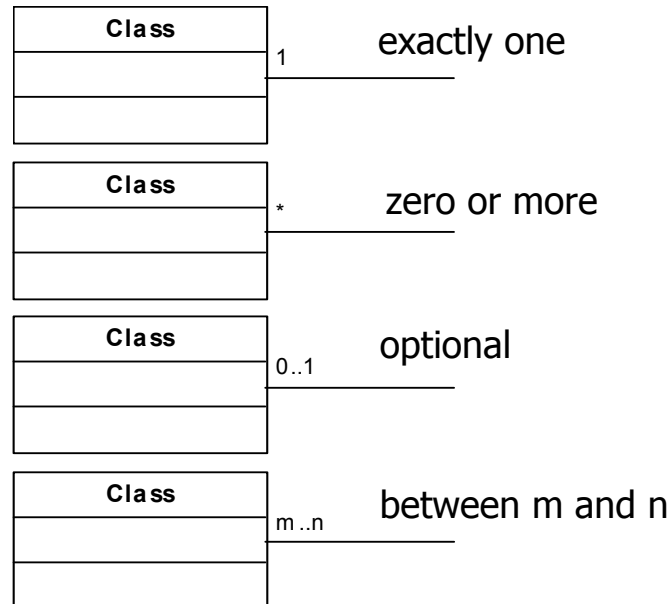 Class
1
exactly one
Class
*
zero or more
Class
0..1
optional
Class
m..n
between m and n